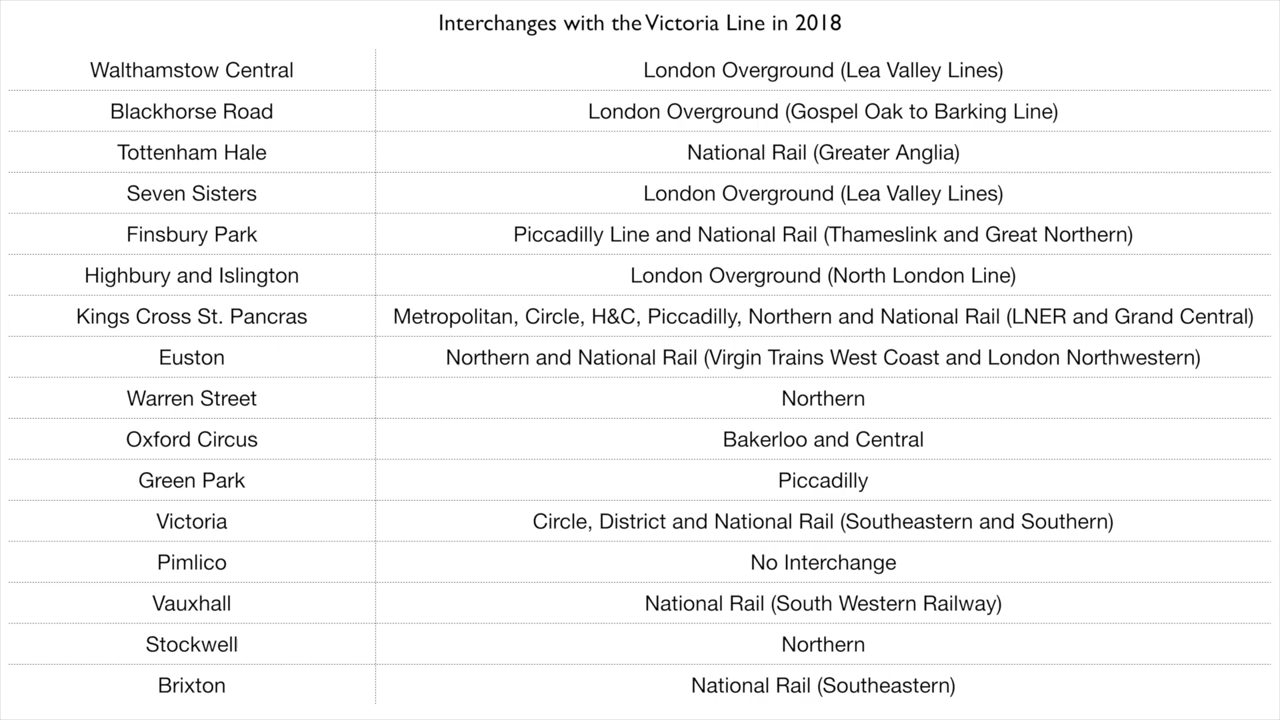 Interchanges with the Victoria Line in 2018
Walthamstow Central London Overground (Lea Valley Lines)
Blackhorse Road London Overground (Gospel Oak to Barking Line)
Tottenham Hale National Rail (Greater Anglia)
Seven Sisters London Overground (Lea Valley Lines)
Finsbury Park Piccadilly Line and National Rail (Thameslink and Great Northern)
Highbury and Islington London Overground (North London Line)
Kings Cross St. Pancras Metropolitan, Circle, H&C, Piccadilly, Northern and National Rail (LNER and Grand Central)
Euston Northern and National Rail (Virgin Trains West Coast and London Northwestern)
Warren Street Northern
Oxford Circus Bakerloo and Central
Green Park Piccadilly
Victoria Circle, District and National Rail (Southeastern and Southern)
Pimlico No Interchange
Vauxhall National Rail (South Western Railway)
Stockwell Northern
Brixton National Rail (Southeastern)